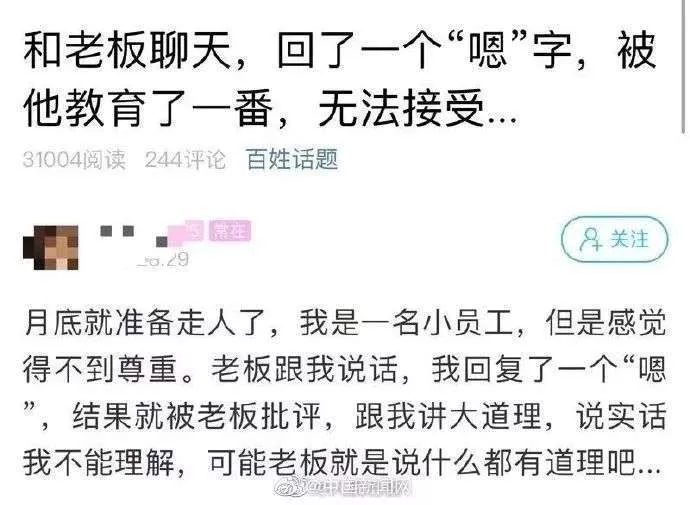 和老板聊天，回了一个“嗯”字，被
他教育了一番，无法接受...
31004阅读 244评论 百姓话题
常在
关注
月底就准备走人了，我是一名小员工，但是感觉
得不到尊重。老板跟我说话，我回复了一个“嗯
”，结果就被老板批评，跟我讲大道理，说实话
我不能理解，可能老板就是说什么都有道理吧...
@中国新闻网